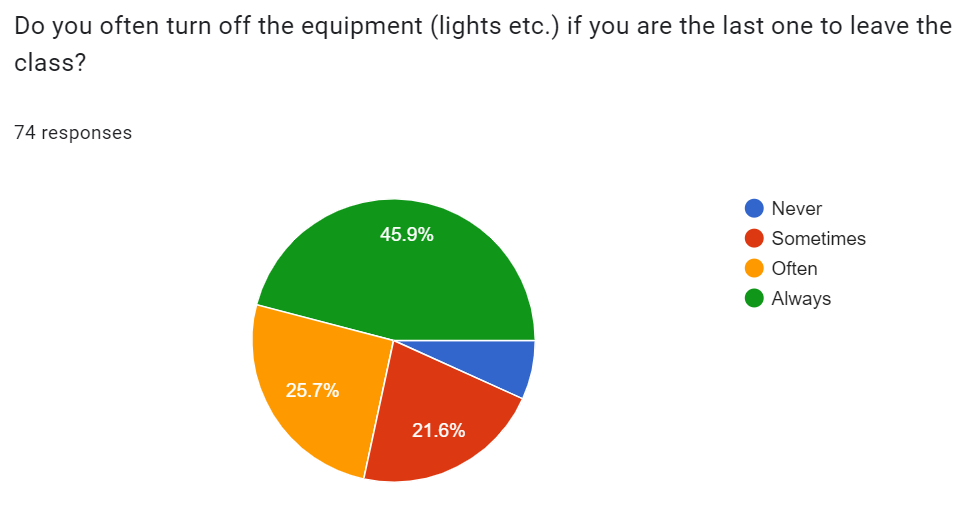 Do you often turn off the equipment (lights etc.) if you are the last one to leave the
class?
74 responses
45.9%
25.7%
21.6%
Never
Sometimes
Often
Always